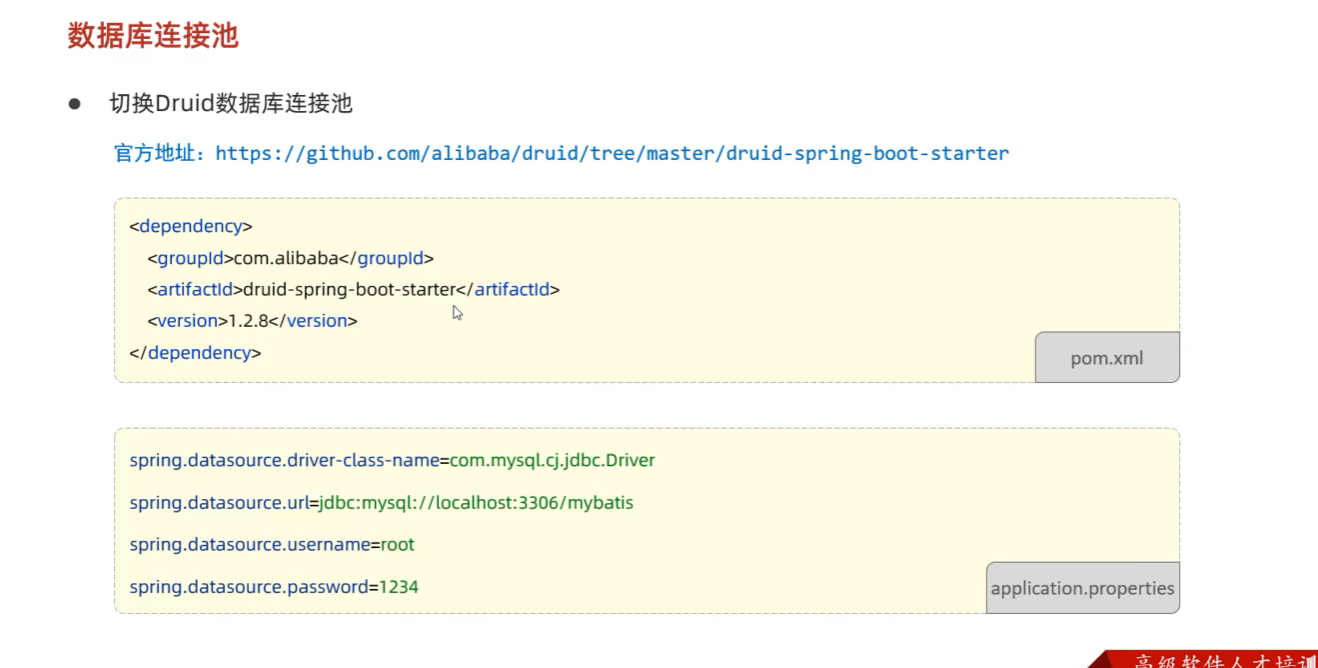 数据库连接池
● 切换Druid数据库连接池
官方地址：https://github.com/alibaba/druid/tree/master/druid-spring-boot-starter
<dependency>
<groupId>com.alibaba</groupId>
<artifactId>druid-spring-boot-starter</artifactId>
<version>1.2.8</version>
</dependency>
pom.xml
spring.datasource.driver-class-name=com.mysql.cj.jdbc.Driver
spring.datasource.url=jdbc:mysql://localhost:3306/mybatis
spring.datasource.username=root
spring.datasource.password=1234
application.properties
高级软件人才培训